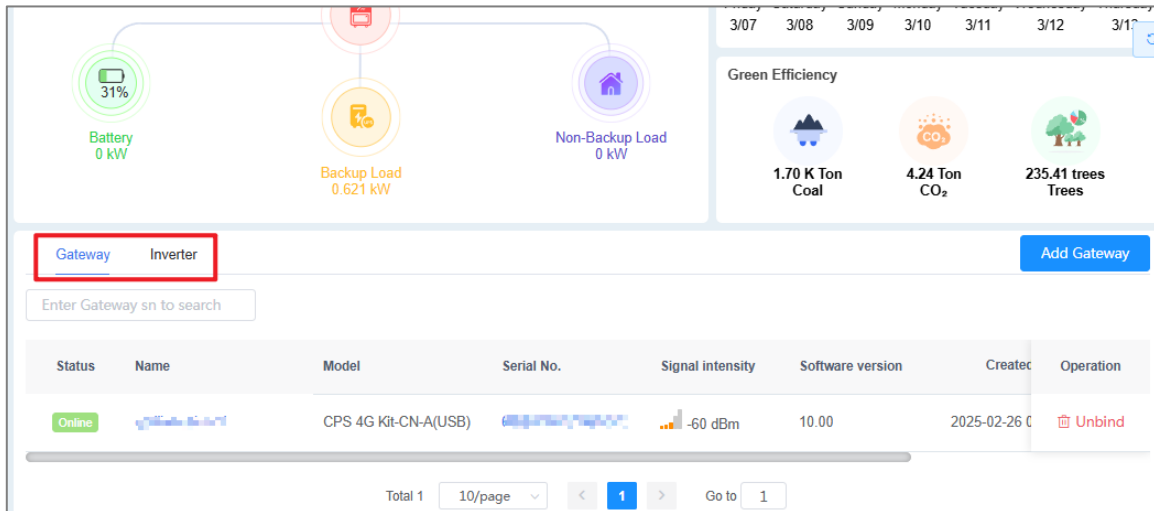 3/07 3/08 3/09 3/10 3/11 3/12
31%
Battery
0 kW
Backup Load
0.621 kW
Non-Backup Load
0 kW
Green Efficiency
CO₂
1.70 K Ton
Coal
4.24 Ton
CO₂
235.41 trees
Trees
Gateway Inverter
Add Gateway
Enter Gateway sn to search
Status Name Model Serial No. Signal intensity Software version Created Operation
Online CPS 4G Kit-CN-A(USB) -60 dBm 10.00 2025-02-26 Unbind
Total 1 10/page 1 Go to 1